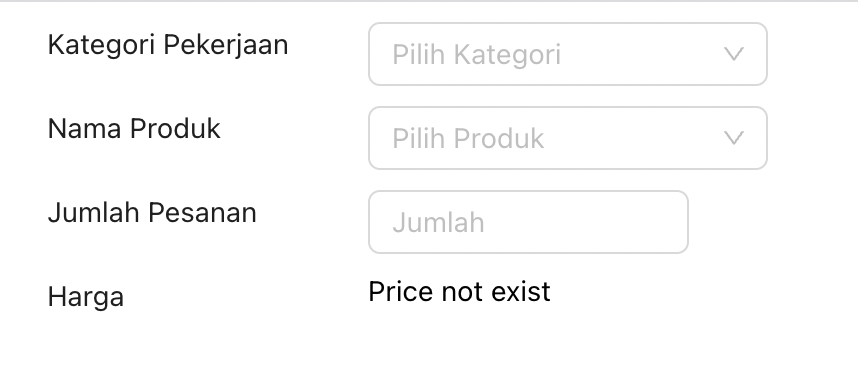 Kategori Pekerjaan Pilih Kategori
Nama Produk Pilih Produk
Jumlah Pesanan Jumlah
Harga Price not exist